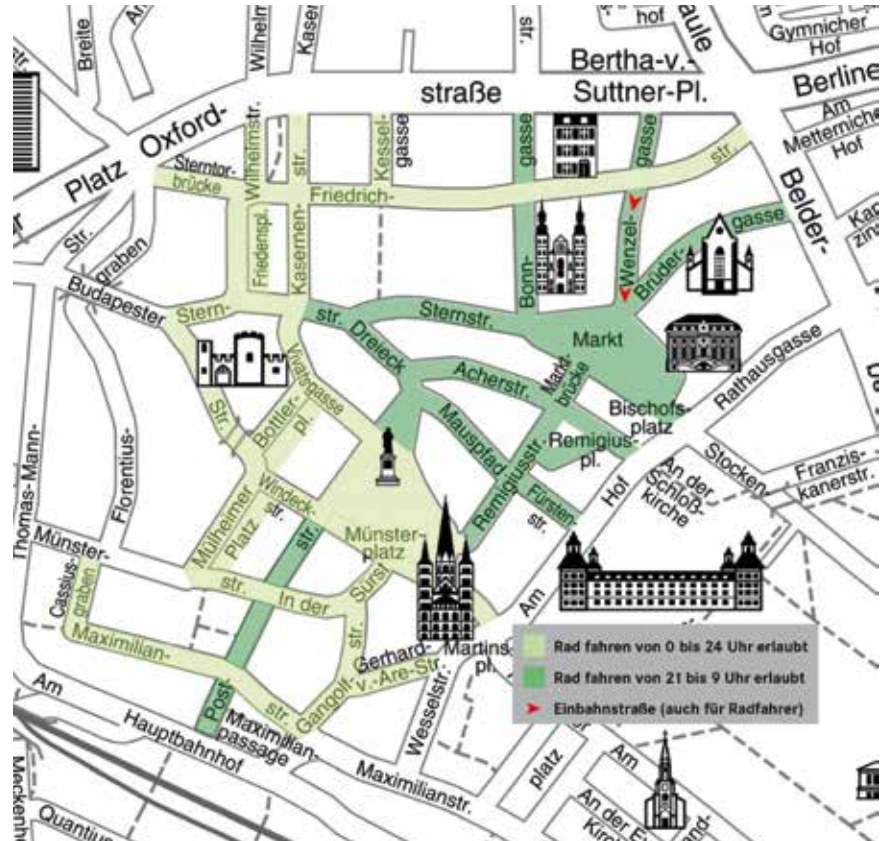 Breite
Str.
Am
Wilhelm
Kaser
str.
Bertha-v.-
Suttner-Pl.
hof
Gymnicher
Hof
Berline
Am
Metterniche
Hof
Platz
Oxford-
straße
Sterntor-
brücke
Wilhelmstr.
str.
Kessel-
gasse
gasse
gasse
str.
Friedrich-
Belder-
Friedenspl.
Kasernen-
Bonn-
Wenzel-
Brüder-
gasse
Str.
graben
Budapester
Stern-
str.
Sternstr.
Dreieck
Markt
Vivatsgasse
Acherstr.
Markt-
brücke
Rathausgasse
Str.
Bottler-
pl.
Mauspfad
Bischofs-
platz
Remigius-
pl.
Thomas-Mann-
Florentius-
Mülheimer
Platz
Windeck-
str.
str.
Münster-
platz
Remigiusstr.
Fürsten-
str.
Hof
An der
Schloß-
kirche
Stocken-
Franzis-
kanerstr.
Münster-
Cassius-
graben
str.
In der
Sürst
Am
Maximilian-
str.
Gangolf-
str.
Gerhard-
v.-Are-Str.
Martins-
pl.
Rad fahren von 0 bis 24 Uhr erlaubt
Rad fahren von 21 bis 9 Uhr erlaubt
Einbahnstraße (auch für Radfahrer)
Am
Hauptbahnhof
Post-
Maximilian-
passage
Wesselstr.
Maximilianstr.
platz
Am
An der
Kirch
Quantius
Meckenhe